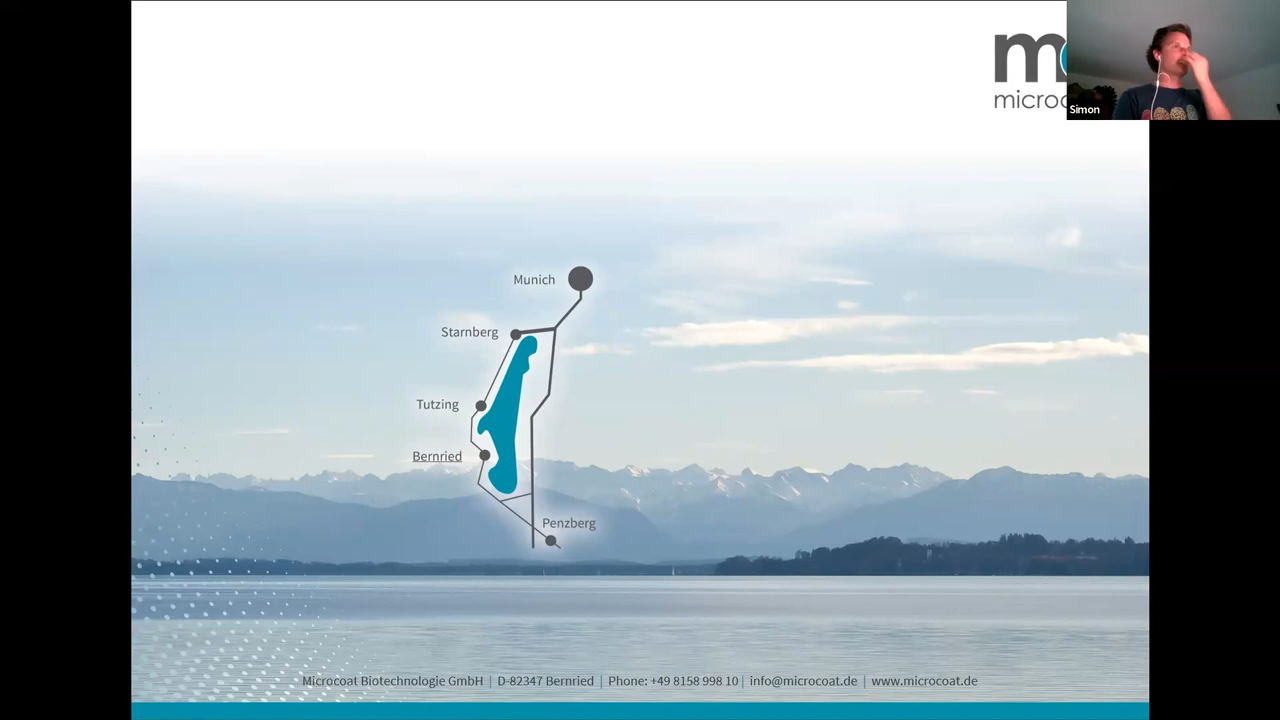 Simon
Munich
Starnberg
Tutzing
Bernried
Penzberg
Microcoat Biotechnologie GmbH | D-82347 Bernried | Phone: +49 8158 998 10 | info@microcoat.de | www.microcoat.de